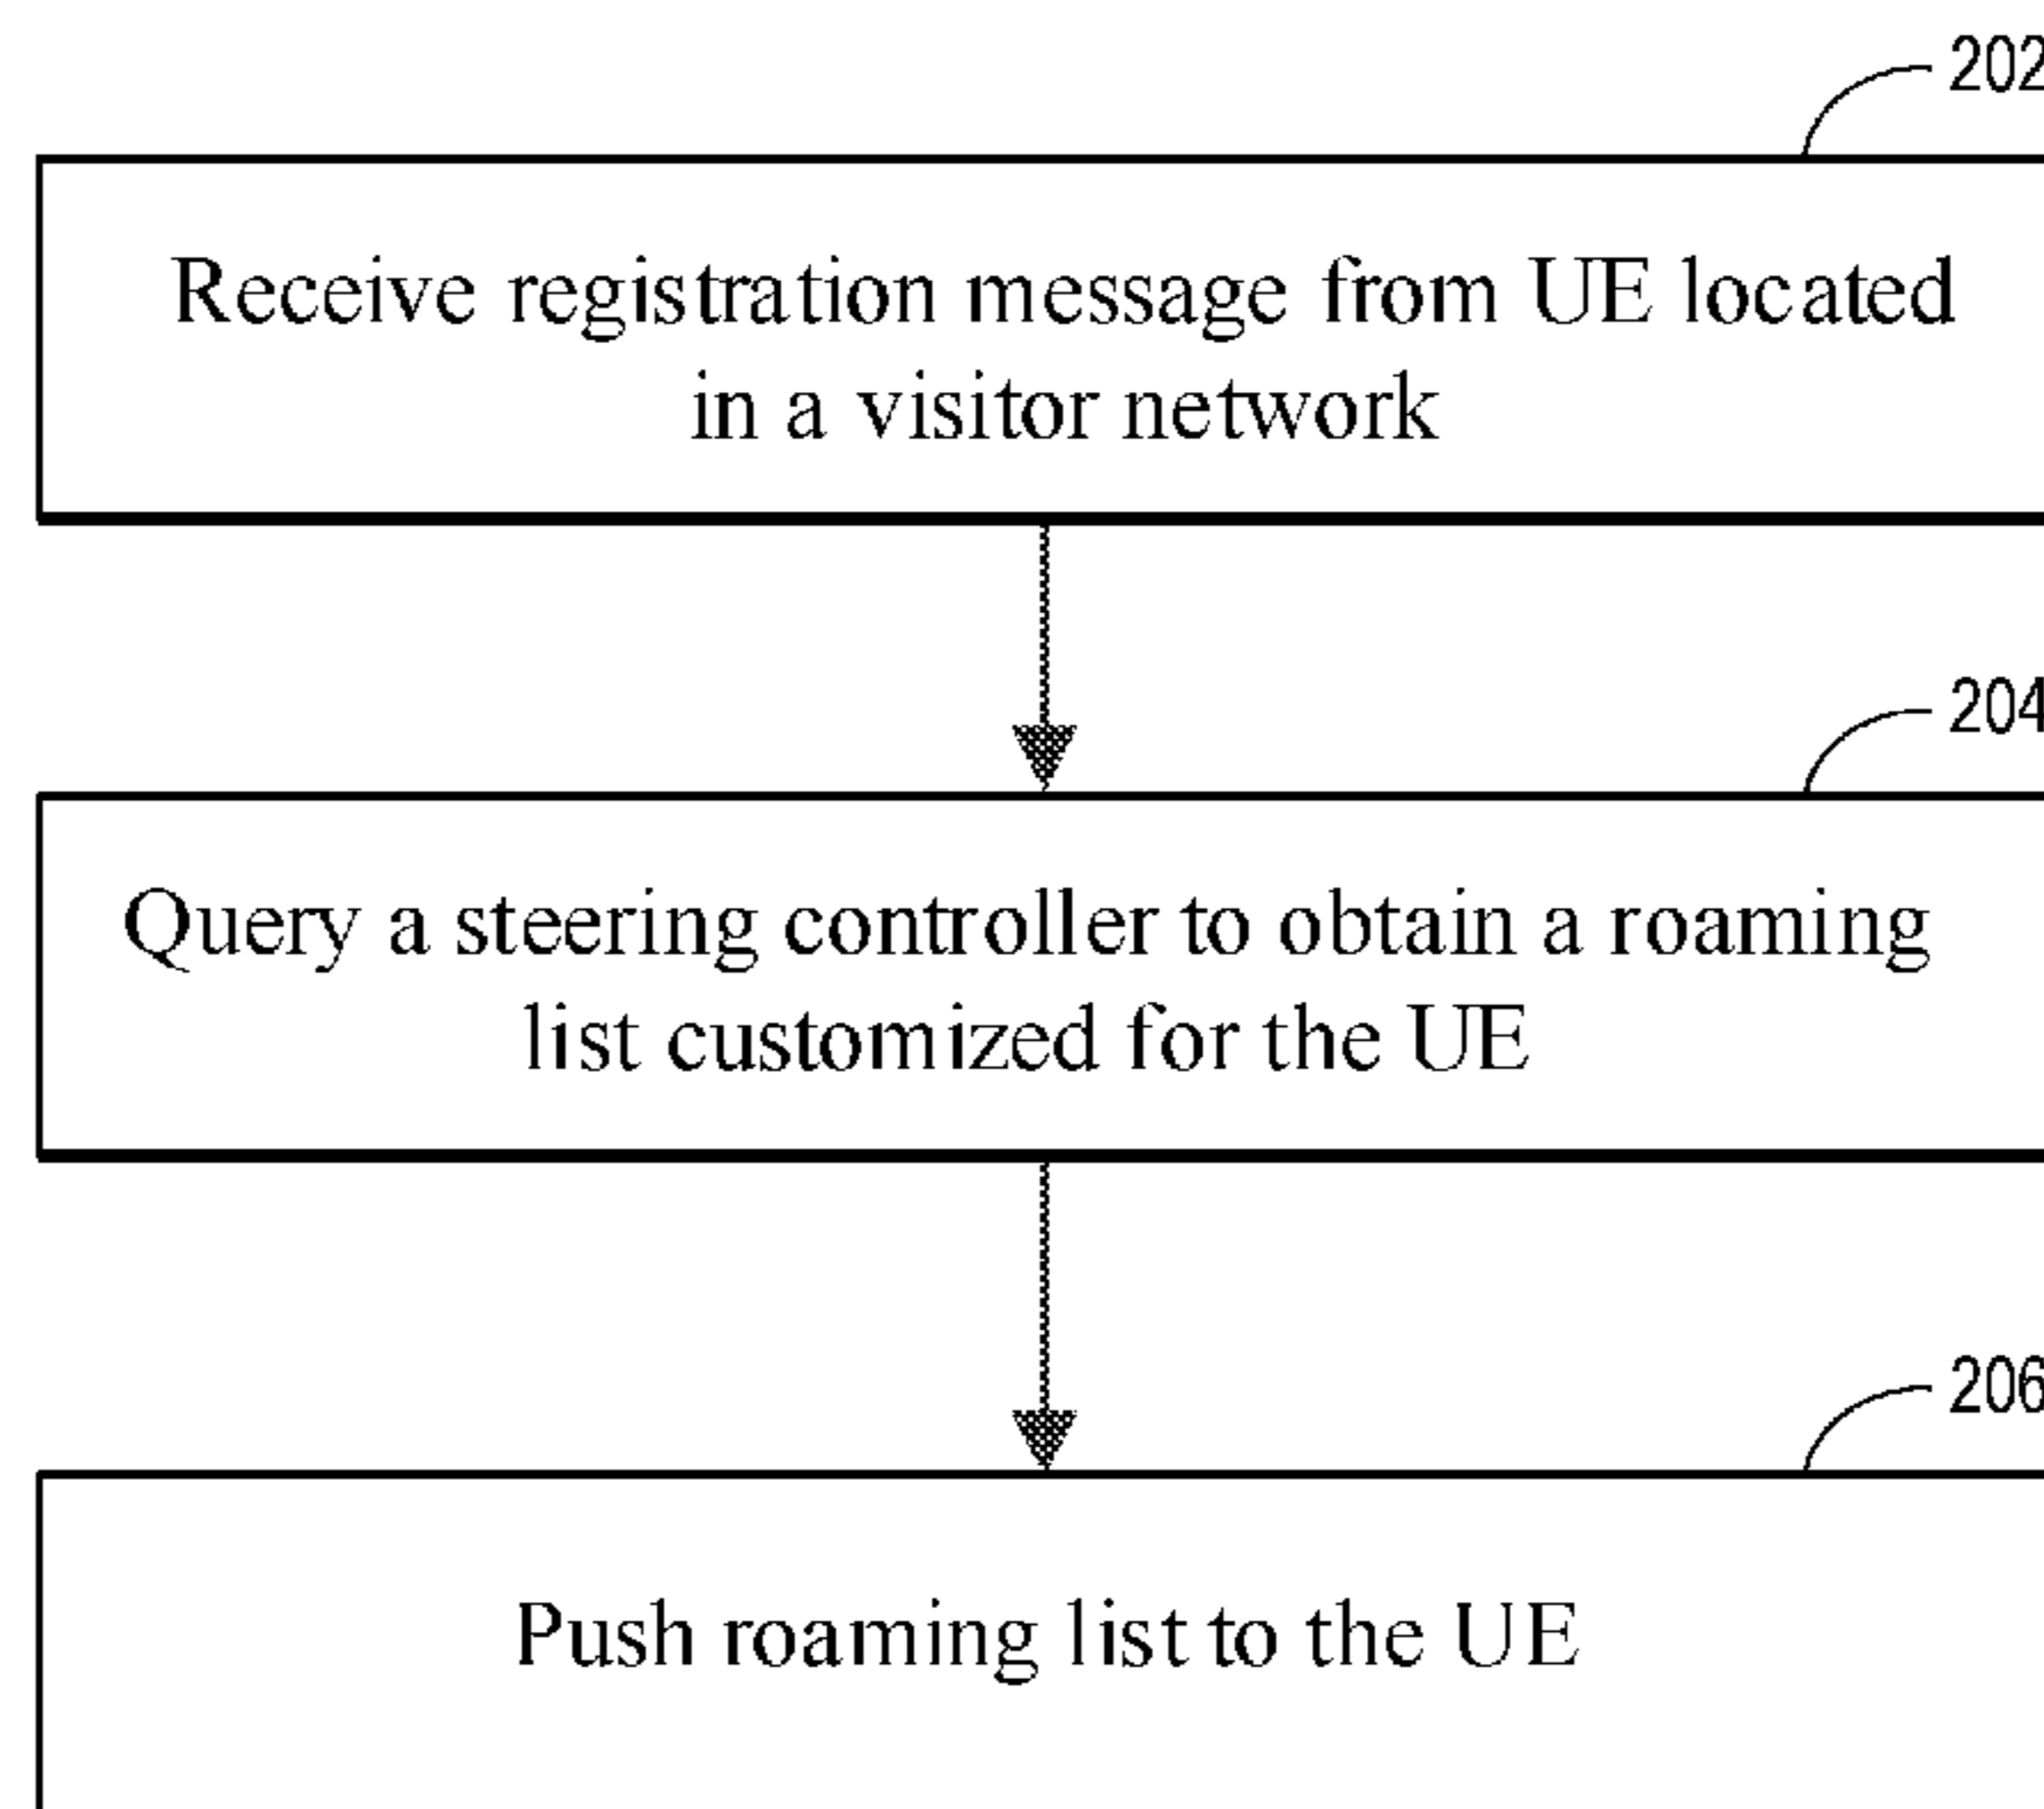 202
Receive registration message from UE located
in a visitor network
204
Query a steering controller to obtain a roaming
list customized for the UE
206
Push roaming list to the UE